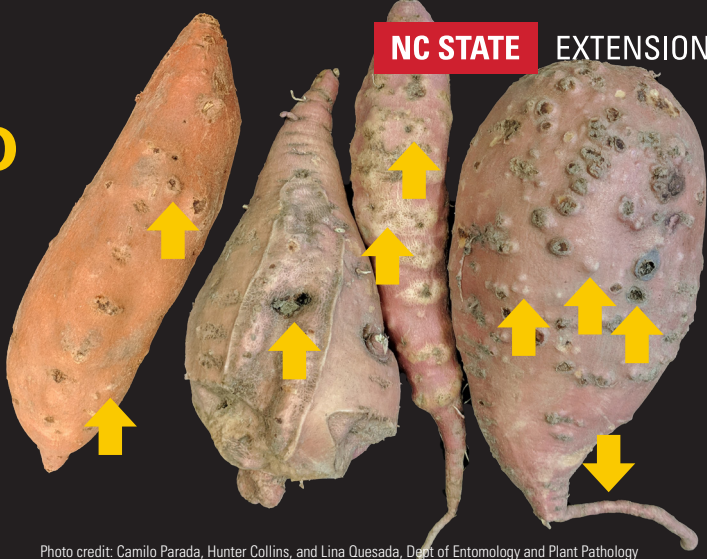 NC STATE EXTENSION
Photo credit: Camilo Parada, Hunter Collins, and Lina Quesada, Dept of Entomology and Plant Pathology